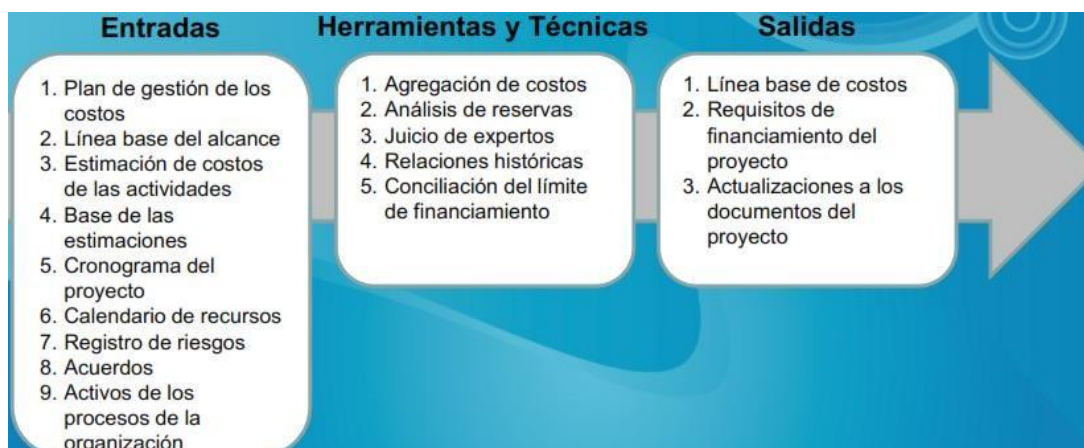 Entradas
1. Plan de gestión de los
costos
2. Línea base del alcance
3. Estimación de costos
de las actividades
4. Base de las
estimaciones
5. Cronograma del
proyecto
6. Calendario de recursos
7. Registro de riesgos
8. Acuerdos
9. Activos de los
procesos de la
organización
Herramientas y Técnicas
1. Agregación de costos
2. Análisis de reservas
3. Juicio de expertos
4. Relaciones históricas
5. Conciliación del límite
de financiamiento
Salidas
1. Línea base de costos
2. Requisitos de
financiamiento del
proyecto
3. Actualizaciones a los
documentos del
proyecto